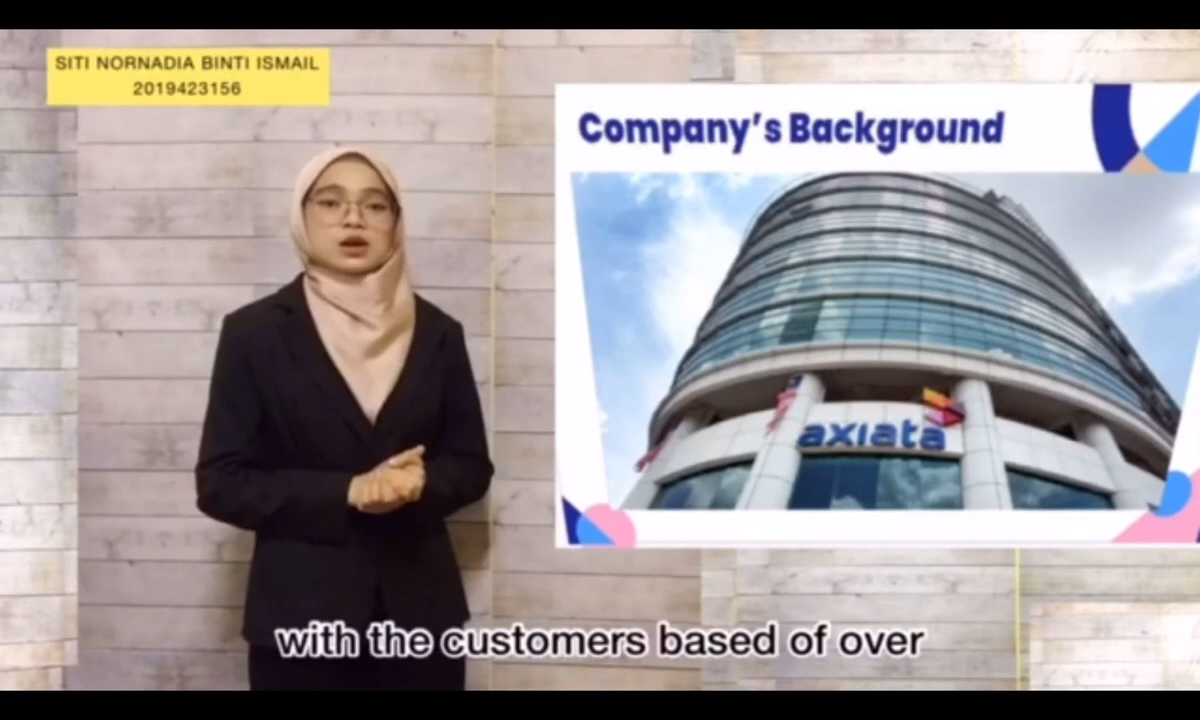 SITI NORNADIA BINTI ISMAIL
2019423156
Company's Background
axiata
with the customers based of over